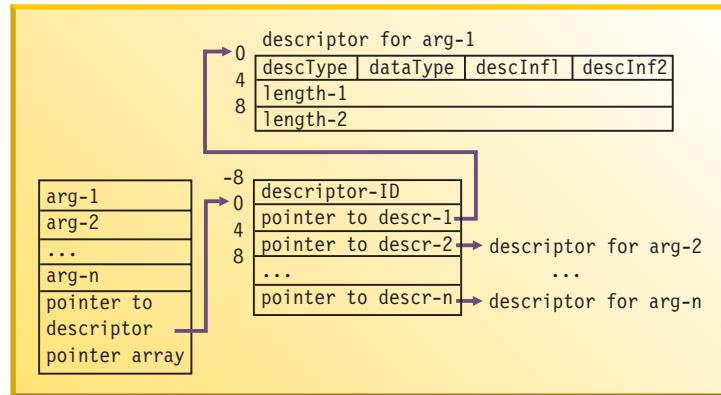 descriptor for arg-1
0
descType dataType descInfl descInf2
4
length-1
8
length-2
-8
descriptor-ID
0
pointer to descr-1
4
pointer to descr-2
descriptor for arg-2
8
...
...
pointer to descr-n
descriptor for arg-n
arg-1
arg-2
...
arg-n
pointer to
descriptor
pointer array